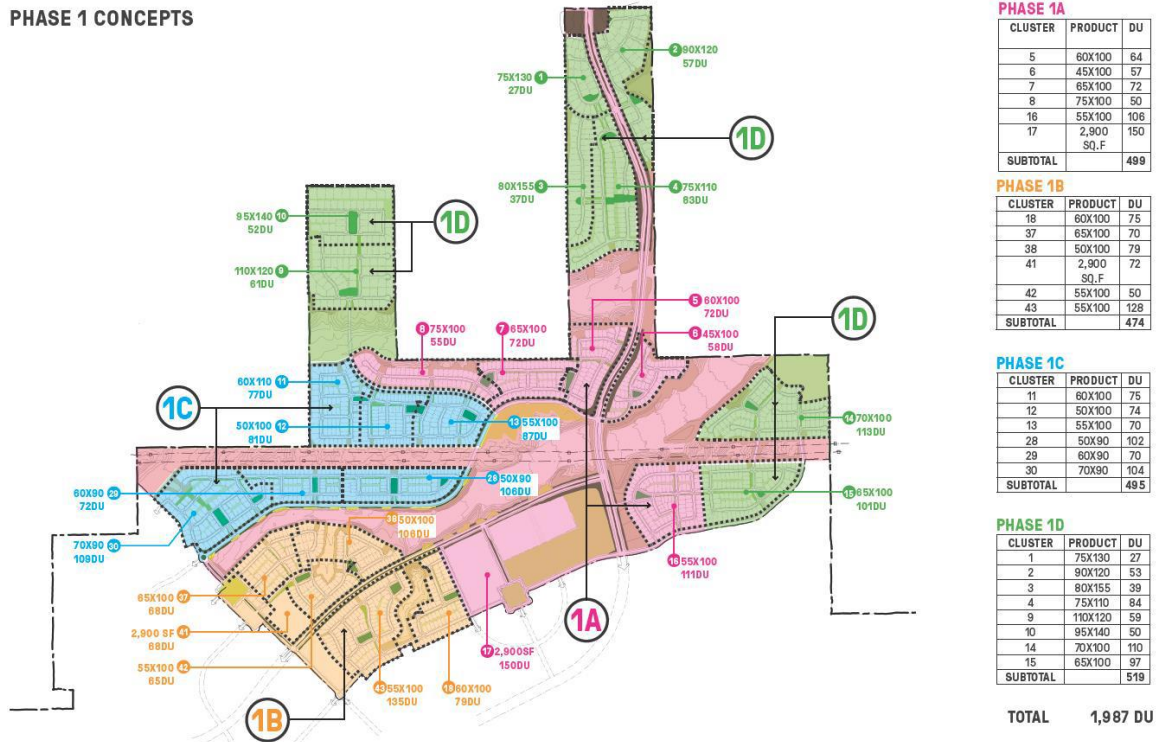 PHASE 1 CONCEPTS
2 90X120
57DU
75X130 1
27DU
1D
80X155 3
37DU
4 75X110
83DU
95X140 10
52DU
1D
110X120 9
61DU
5 60X100
72DU
8 75X100
55DU
7 65X100
72DU
6 45X100
58DU
1D
60X110 11
77DU
1C
50X100 12
81DU
13 55X100
87DU
14 70X100
113DU
60X90 29
72DU
28 50X90
106DU
15 65X100
101DU
70X90 30
109DU
38 50X100
106DU
16 55X100
111DU
65X100 37
68DU
2,900 SF 41
68DU
55X100 42
65DU
1A
17 2,900SF
150DU
43 55X100
135DU
18 60X100
79DU
1B
PHASE 1A
CLUSTER PRODUCT DU
5 60X100 64
6 45X100 57
7 65X100 72
8 75X100 50
16 55X100 106
17 2,900 150
SQ.F
SUBTOTAL 499
PHASE 1B
CLUSTER PRODUCT DU
18 60X100 75
37 65X100 70
38 50X100 79
41 2,900 72
SQ.F
42 55X100 50
43 55X100 128
SUBTOTAL 474
PHASE 1C
CLUSTER PRODUCT DU
11 60X100 75
12 50X100 74
13 55X100 70
28 50X90 102
29 60X90 70
30 70X90 104
SUBTOTAL 495
PHASE 1D
CLUSTER PRODUCT DU
1 75X130 27
2 90X120 53
3 80X155 39
4 75X110 84
9 110X120 59
10 95X140 50
14 70X100 110
15 65X100 97
SUBTOTAL 519
TOTAL 1,987 DU